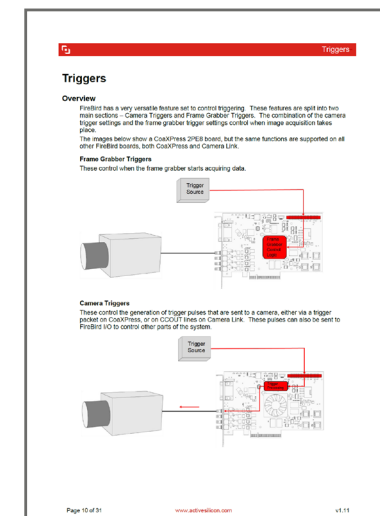 Triggers
Triggers
Overview
FireBird has a very versatile feature set to control triggering. These features are split into two
main sections – Camera Triggers and Frame Grabber Triggers. The combination of the camera
trigger settings and the frame grabber trigger settings control when image acquisition takes
place.
The images below show a CoaXPress 2PE8 board, but the same functions are supported on all
other FireBird boards, both CoaXPress and Camera Link.
Frame Grabber Triggers
These control when the frame grabber starts acquiring data.
Trigger
Source
Camera Triggers
These control the generation of trigger pulses that are sent to a camera, either via a trigger
packet on CoaXPress, or on CCOUT lines on Camera Link. These pulses can also be sent to
FireBird I/O to control other parts of the system.
Trigger
Source
Page 10 of 31
www.activesilicon.com
v1.11